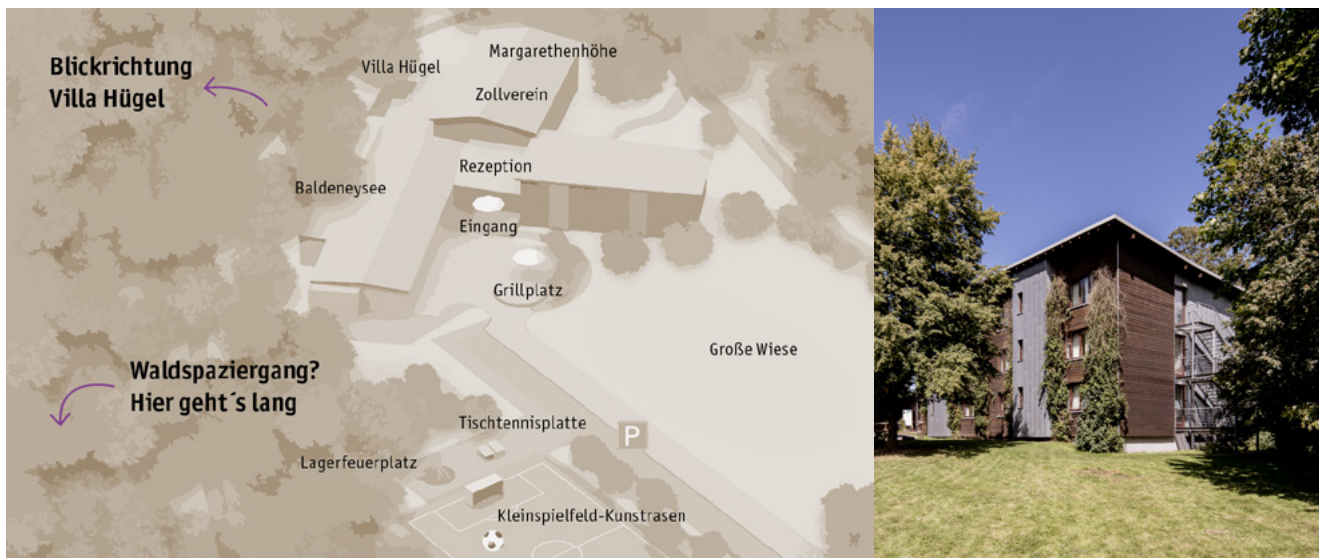 Blickrichtung
Villa Hügel
Villa Hügel
Margarethenhöhe
Zollverein
Rezeption
Baldeneysee
Eingang
Grillplatz
Große Wiese
Waldspaziergang?
Hier geht´s lang
Tischtennisplatte
P
Lagerfeuerplatz
Kleinspielfeld-Kunstrasen